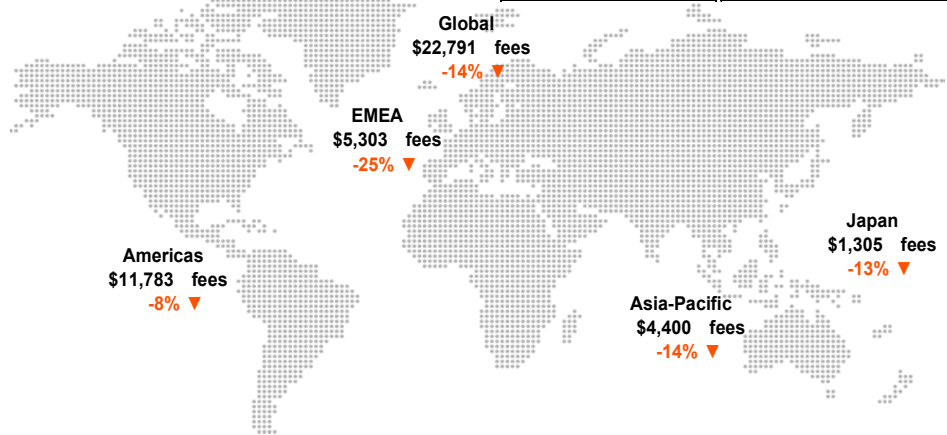 Global
$22,791 fees
-14% ▼
EMEA
$5,303 fees
-25% ▼
Americas
$11,783 fees
-8% ▼
Japan
$1,305 fees
-13% ▼
Asia-Pacific
$4,400 fees
-14% ▼